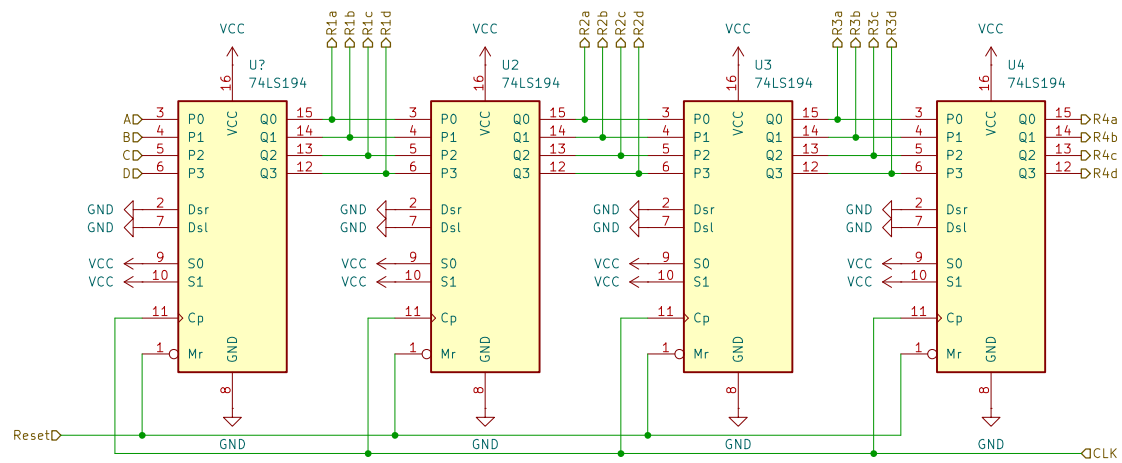 R1a R1b R1c R1d R2a R2b R2c R2d R3a R3b R3c R3d
VCC VCC VCC VCC
U? U2 U3 U4
74LS194 74LS194 74LS194 74LS194
16 16 16 16
VCC VCC VCC VCC
A 3 P0 Q0 15 3 P0 Q0 15 3 P0 Q0 15 3 P0 Q0 15 R4a
B 4 P1 Q1 14 4 P1 Q1 14 4 P1 Q1 14 4 P1 Q1 14 R4b
C 5 P2 Q2 13 5 P2 Q2 13 5 P2 Q2 13 5 P2 Q2 13 R4c
D 6 P3 Q3 12 6 P3 Q3 12 6 P3 Q3 12 6 P3 Q3 12 R4d
GND 2 Dsr GND 2 Dsr GND 2 Dsr GND 2 Dsr
GND 7 Dsl GND 7 Dsl GND 7 Dsl GND 7 Dsl
VCC 9 S0 VCC 9 S0 VCC 9 S0 VCC 9 S0
VCC 10 S1 VCC 10 S1 VCC 10 S1 VCC 10 S1
11 Cp 11 Cp 11 Cp 11 Cp
1 Mr GND 1 Mr GND 1 Mr GND 1 Mr GND
8 8 8 8
Reset
GND GND GND GND
CLK